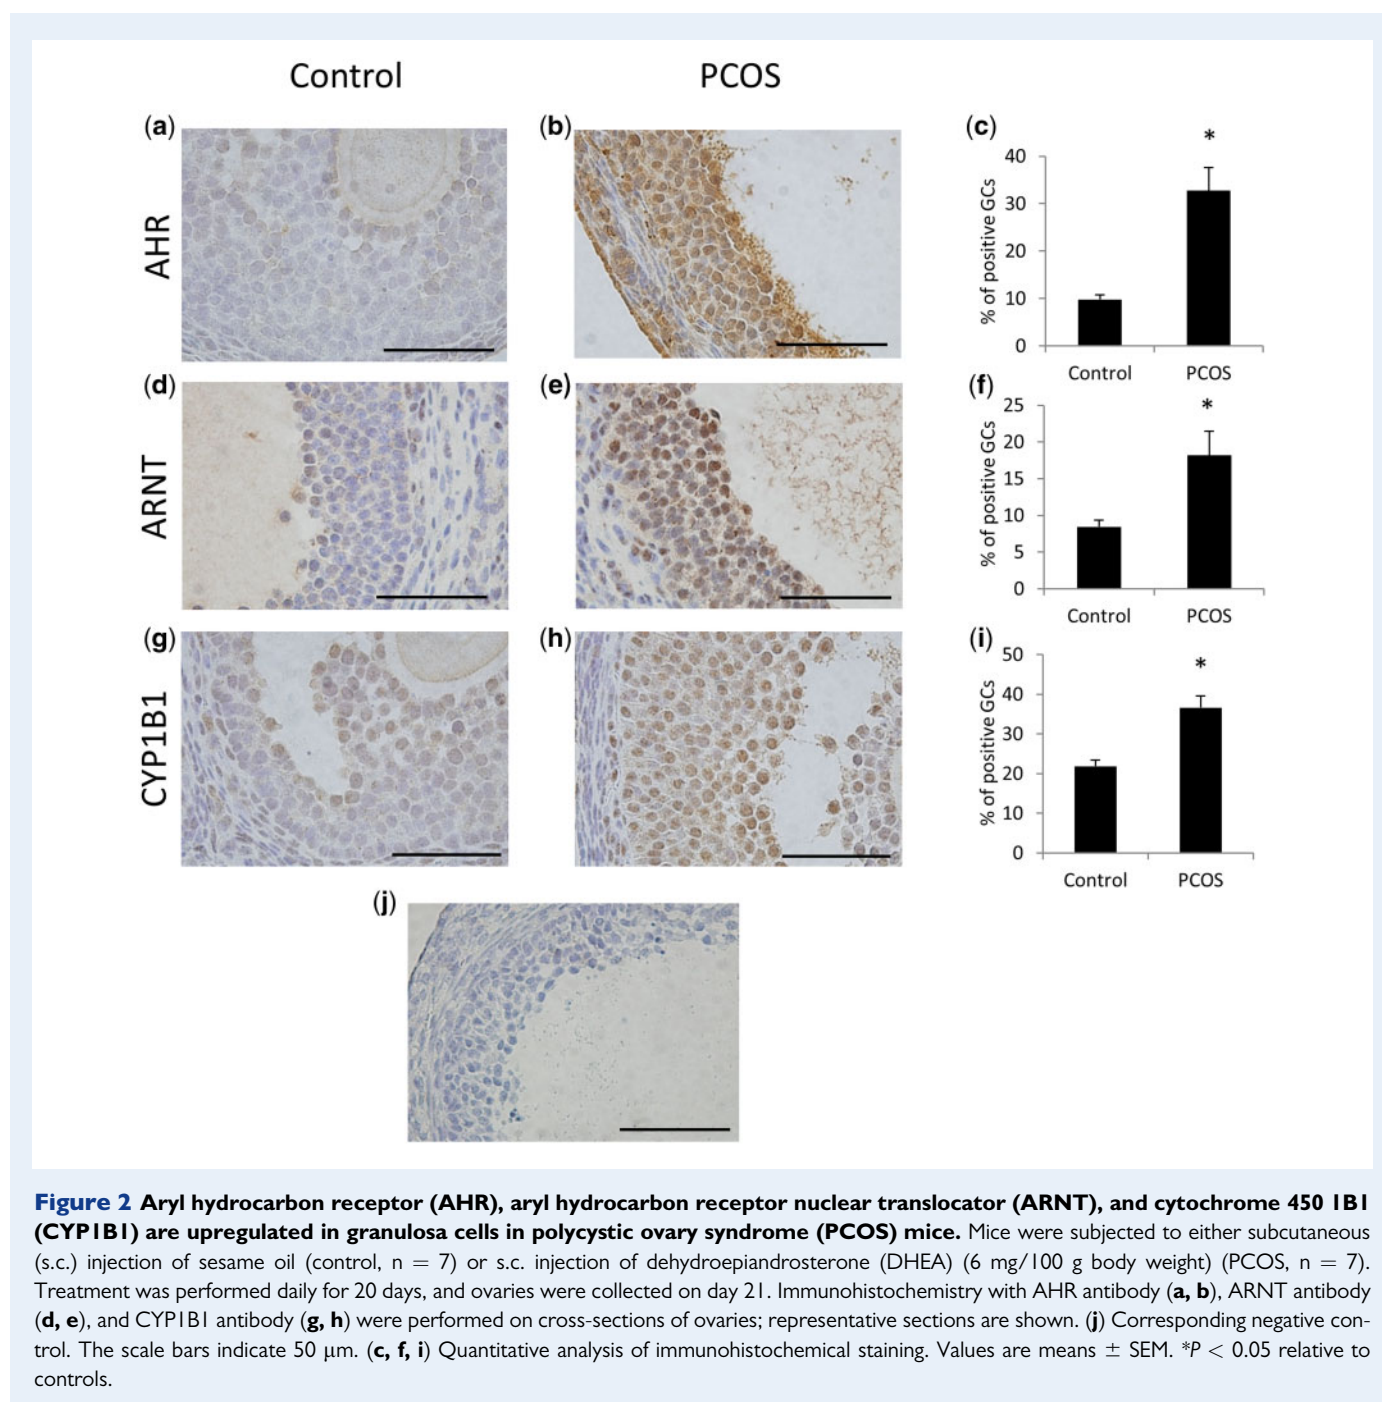 Control PCOS
(a) (b) (c)
AHR
*
% of positive GCs
40
30
20
10
0
Control PCOS
(d) (e) (f)
ARNT
*
% of positive GCs
25
20
15
10
5
0
Control PCOS
(g) (h) (i)
CYP1B1
*
% of positive GCs
50
40
30
20
10
0
Control PCOS
(j)
Figure 2 Aryl hydrocarbon receptor (AHR), aryl hydrocarbon receptor nuclear translocator (ARNT), and cytochrome 450 1B1
(CYP1B1) are upregulated in granulosa cells in polycystic ovary syndrome (PCOS) mice. Mice were subjected to either subcutaneous
(s.c.) injection of sesame oil (control, n = 7) or s.c. injection of dehydroepiandrosterone (DHEA) (6 mg/100 g body weight) (PCOS, n = 7).
Treatment was performed daily for 20 days, and ovaries were collected on day 21. Immunohistochemistry with AHR antibody (a, b), ARNT antibody
(d, e), and CYP1B1 antibody (g, h) were performed on cross-sections of ovaries; representative sections are shown. (j) Corresponding negative con-
trol. The scale bars indicate 50 μm. (c, f, i) Quantitative analysis of immunohistochemical staining. Values are means ± SEM. *P < 0.05 relative to
controls.